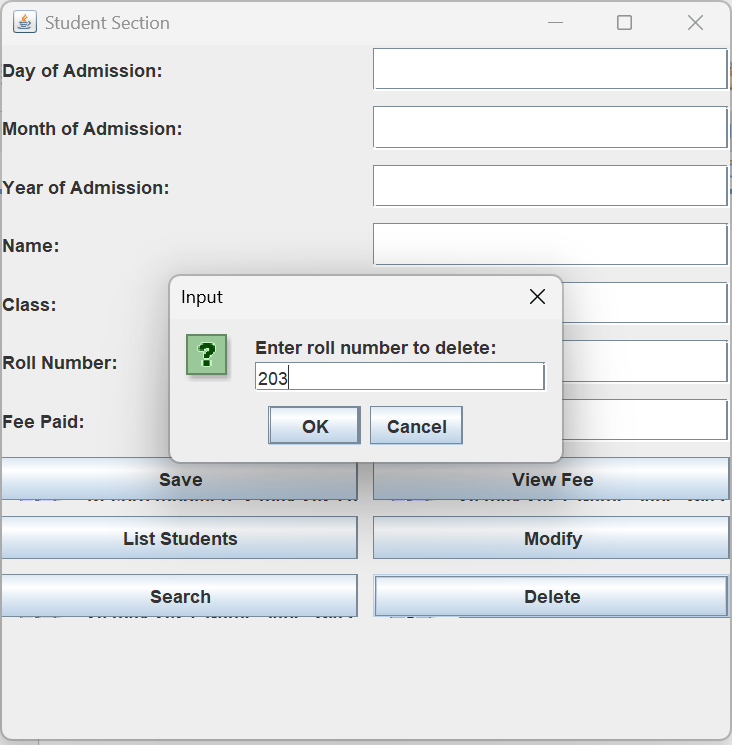 Student Section
Day of Admission:
Month of Admission:
Year of Admission:
Name:
Class:
Roll Number:
Fee Paid:
Input
?
Enter roll number to delete:
203
OK Cancel
Save View Fee
List Students Modify
Search Delete